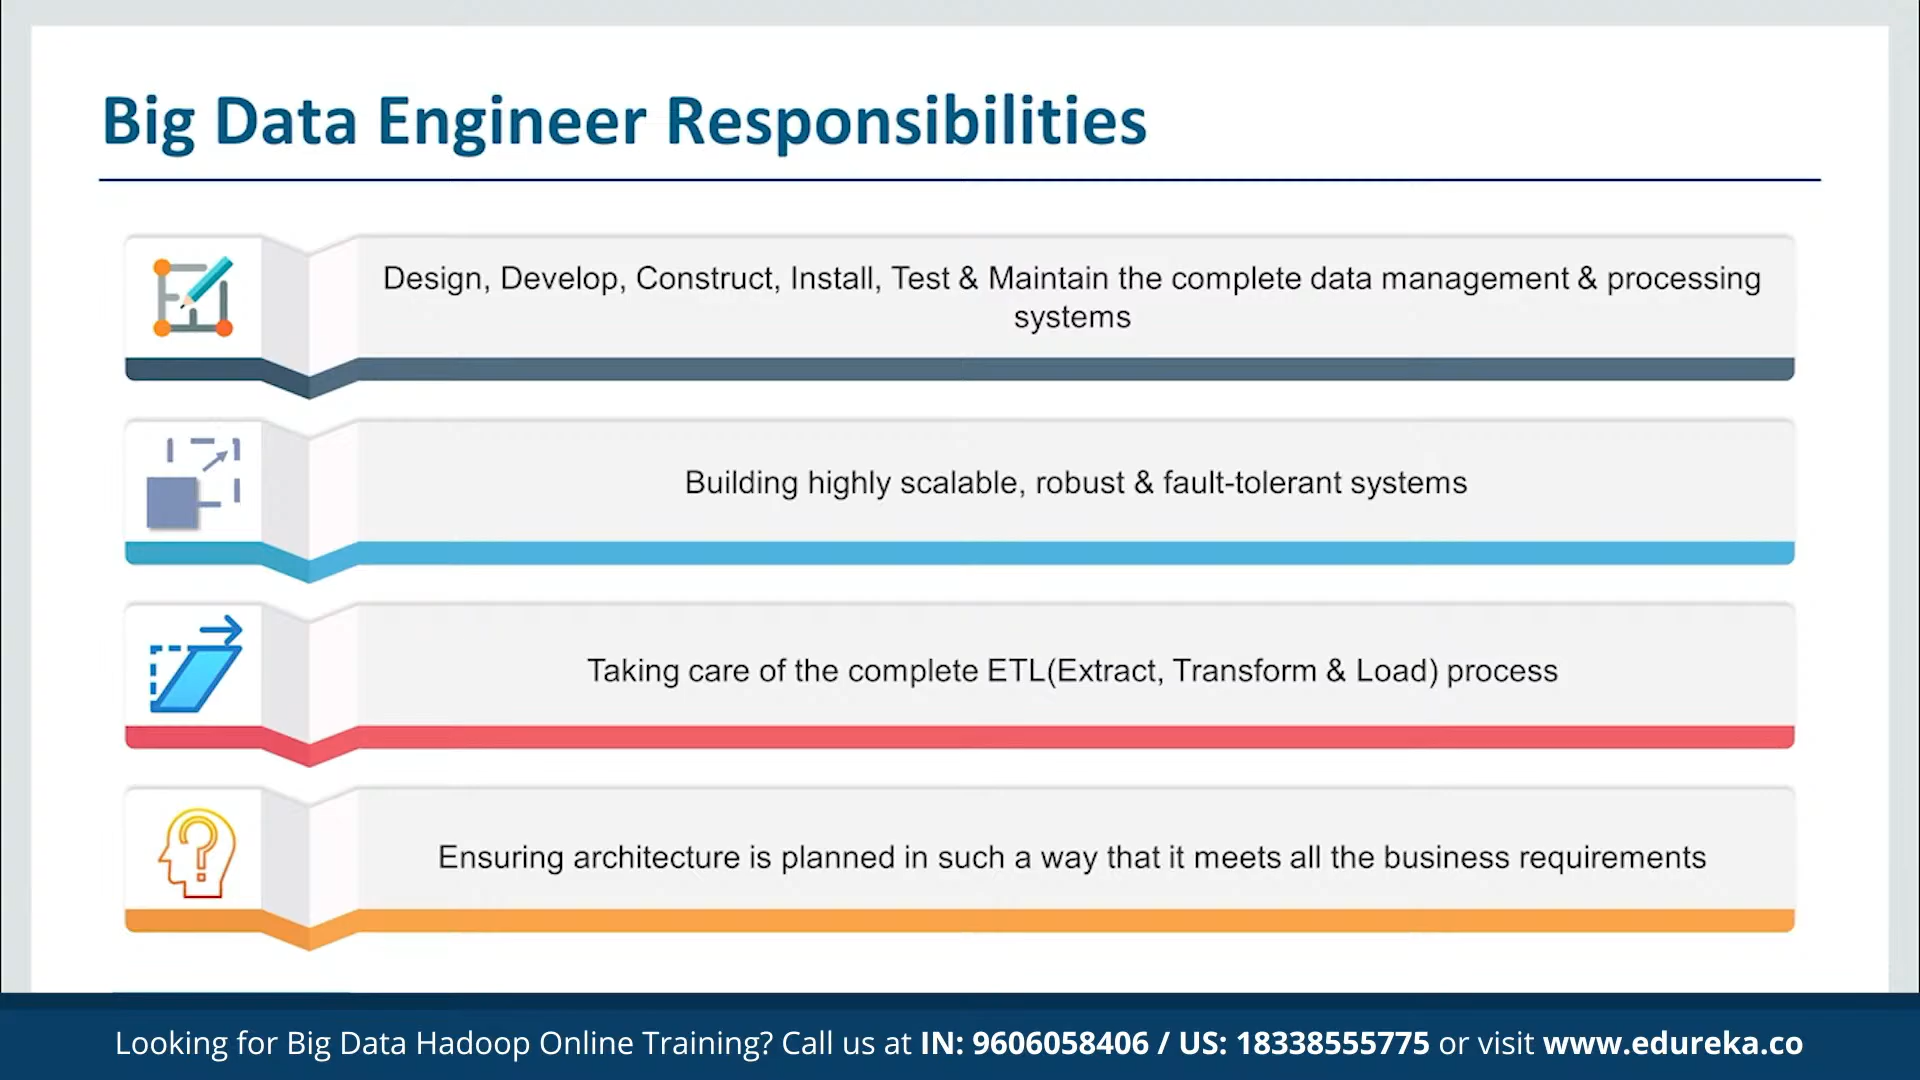 Big Data Engineer Responsibilities
Design, Develop, Construct, Install, Test & Maintain the complete data management & processing
systems
Building highly scalable, robust & fault-tolerant systems
Taking care of the complete ETL(Extract, Transform & Load) process
Ensuring architecture is planned in such a way that it meets all the business requirements
Looking for Big Data Hadoop Online Training? Call us at IN: 9606058406 / US: 18338555775 or visit www.edureka.co